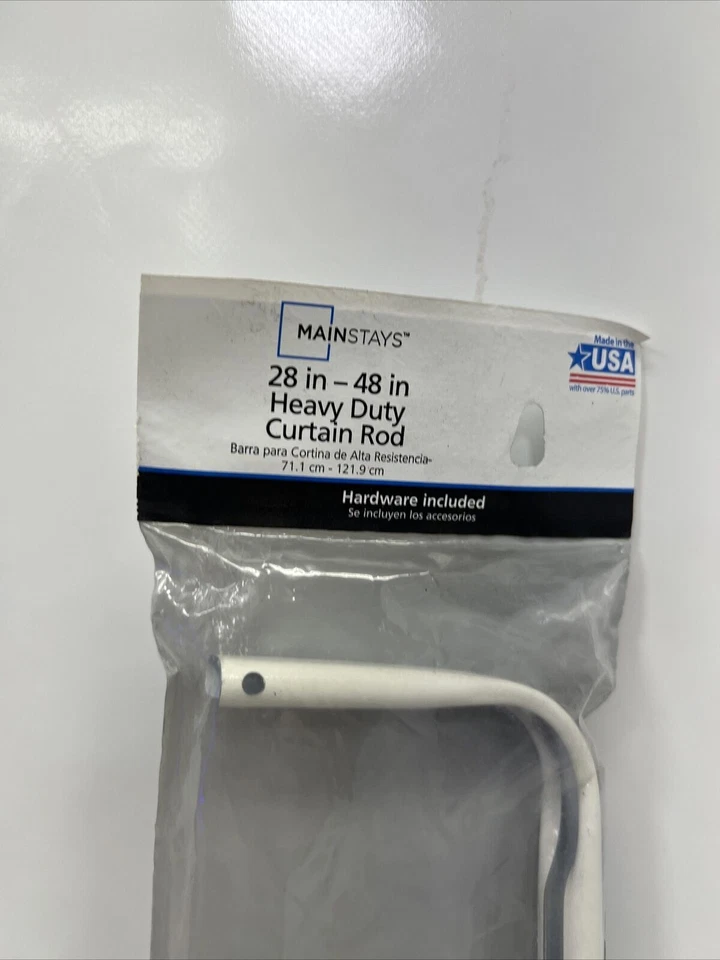 MAINSTAYS™
28 in – 48 in
Heavy Duty
Curtain Rod
Barra para Cortina de Alta Resistencia-
71.1 cm - 121.9 cm
Made in the
USA
with over 75% U.S. parts
Hardware included
Se incluyen los accesorios